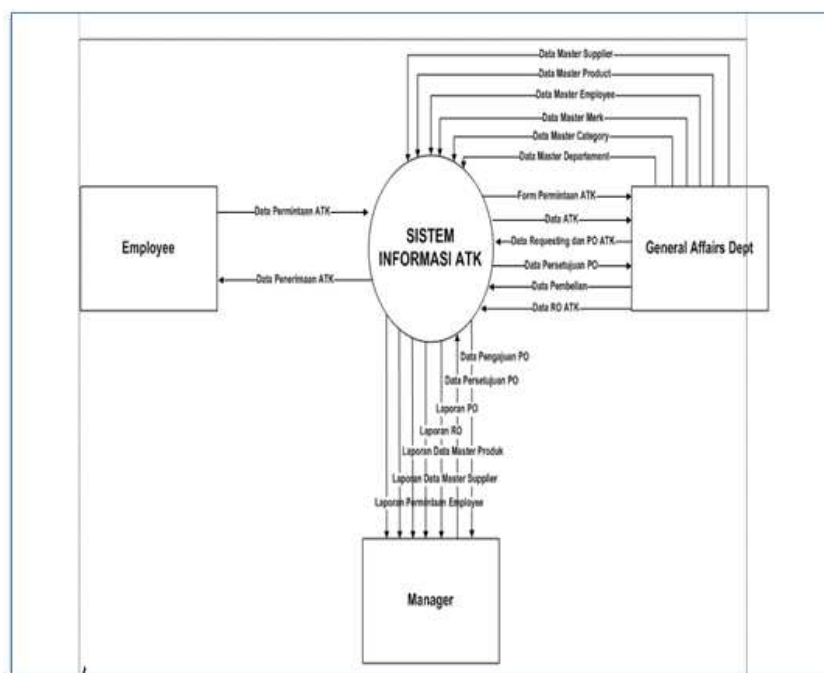 Data Master Supplier
Data Master Product
Data Master Employee
Data Master Merk
Data Master Category
Data Master Departement
Employee
Data Permintaan ATK
Data Penerimaan ATK
SISTEM
INFORMASI ATK
Form Permintaan ATK
Data ATK
Data Requesting dan PO ATK
Data Persetujuan PO
Data Pembelian
Data RO ATK
General Affairs Dept
Data Pengajuan PO
Data Persetujuan PO
Laporan PO
Laporan RO
Laporan Data Master Produk
Laporan Data Master Supplier
Laporan Permintaan Employee
Manager